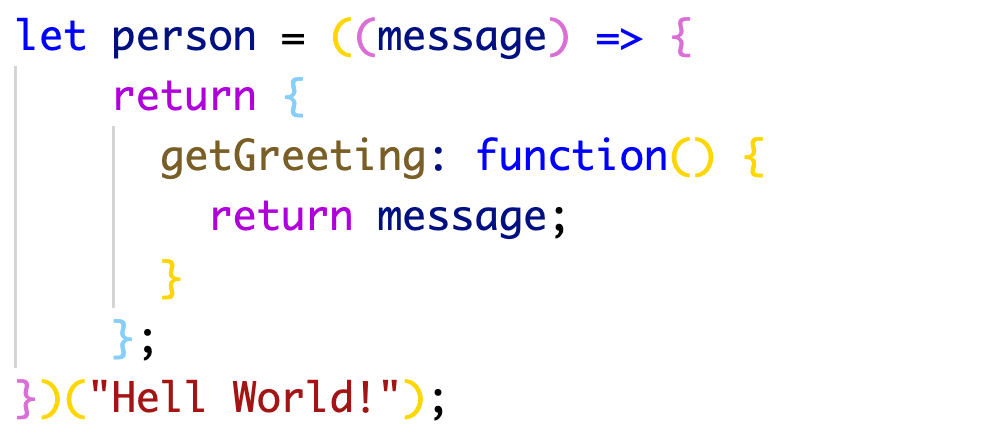 let person = ((message) => {
    return {
      getGreeting: function() {
        return message;
      }
    };
})("Hell World!");